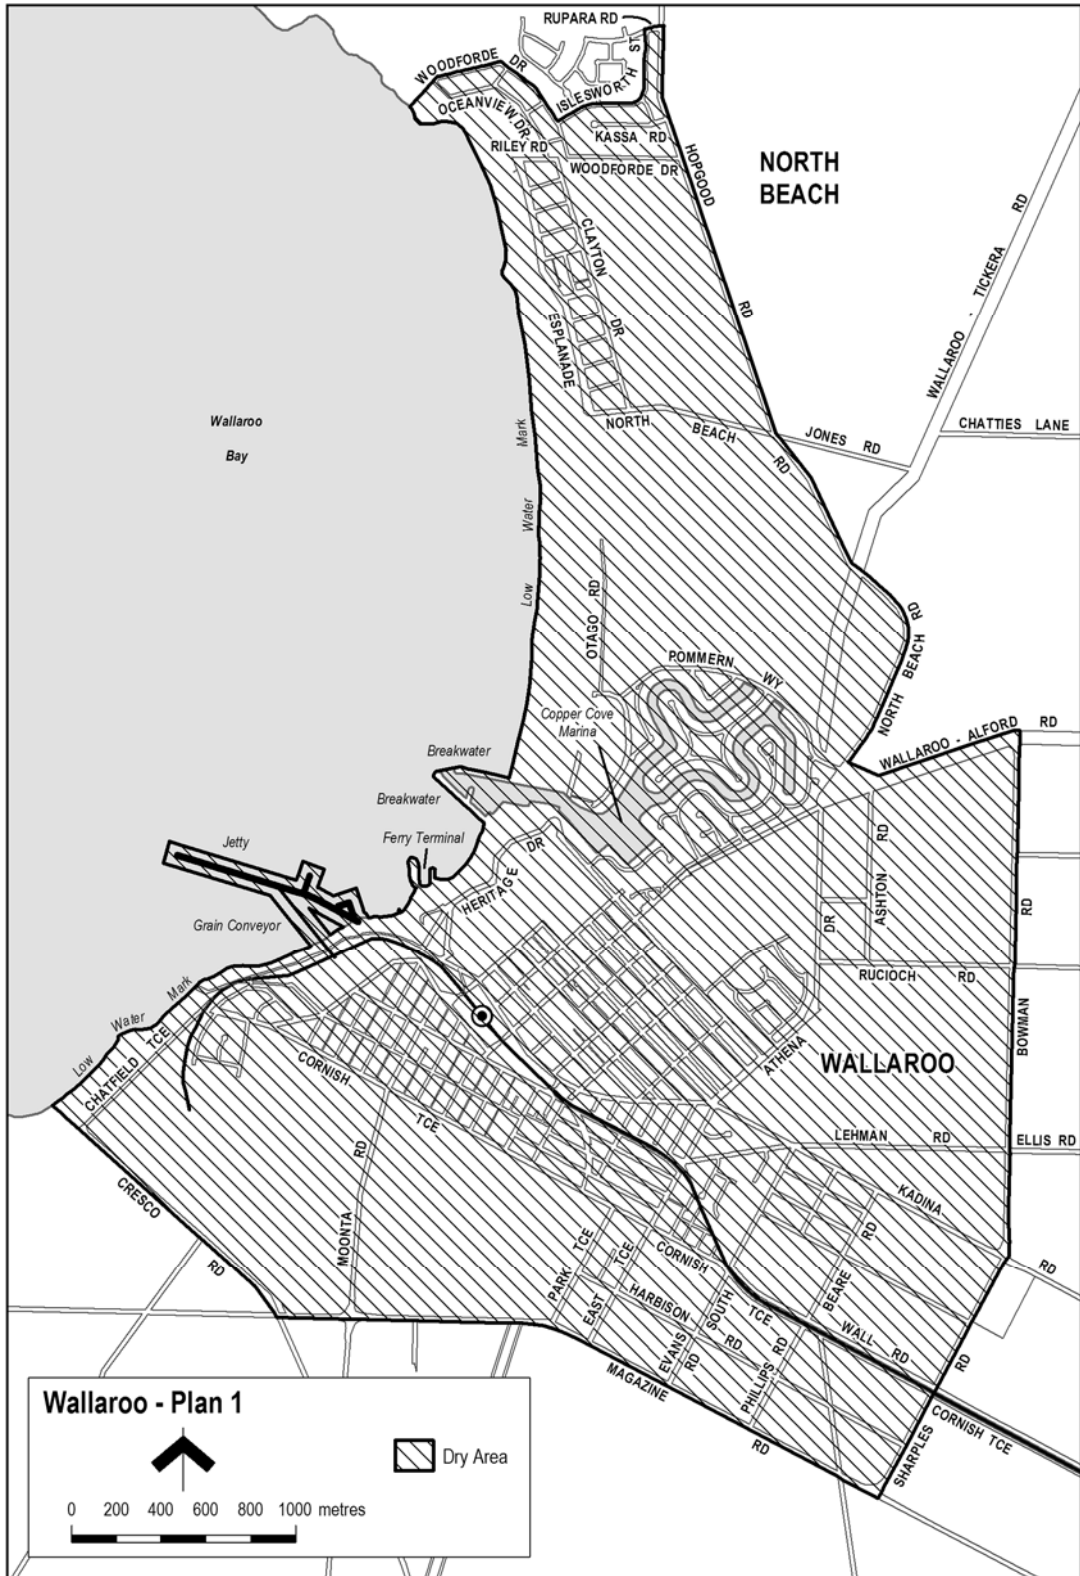 RUPARA RD
WOODFORDE DR
ISLESWORTH ST
OCEANVIEW DR
KASSA RD
RILEY RD
WOODFORDE DR
HOPGOOD RD
NORTH
BEACH
WALLAROO - TICKERA RD
CLAYTON DR
ESPLANADE
Wallaroo
Bay
Low Water Mark
NORTH BEACH RD
JONES RD
CHATTIES LANE
OTAGO RD
POMMERN WY
NORTH BEACH RD
Copper Cove
Marina
WALLAROO - ALFORD RD
Breakwater
Breakwater
Ferry Terminal
Jetty
HERITAGE DR
Grain Conveyor
ASHTON RD
DR
RUCIOCH RD
BOWMAN RD
Low Water Mark
CHATFIELD TCE
CORNISH TCE
ATHENA
WALLAROO
LEHMAN RD
ELLIS RD
KADINA RD
CRESCO RD
MOONTA RD
PARK TCE
EAST TCE
CORNISH TCE
HARBISON RD
SOUTH
BEARE RD
WALL RD
EVANS RD
PHILLIPS RD
MAGAZINE RD
SHARPLES RD
CORNISH TCE
Wallaroo - Plan 1
Dry Area
0 200 400 600 800 1000 metres